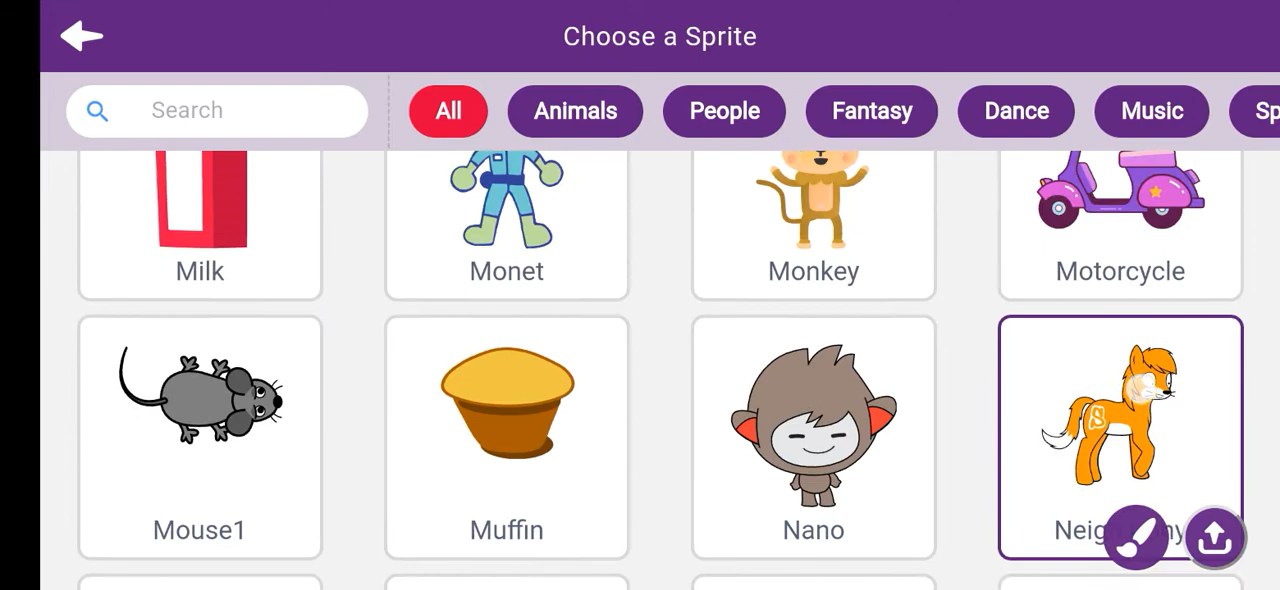 Choose a Sprite
Search
All
Animals
People
Fantasy
Dance
Music
Milk
Monet
Monkey
Motorcycle
Mouse1
Muffin
Nano
S